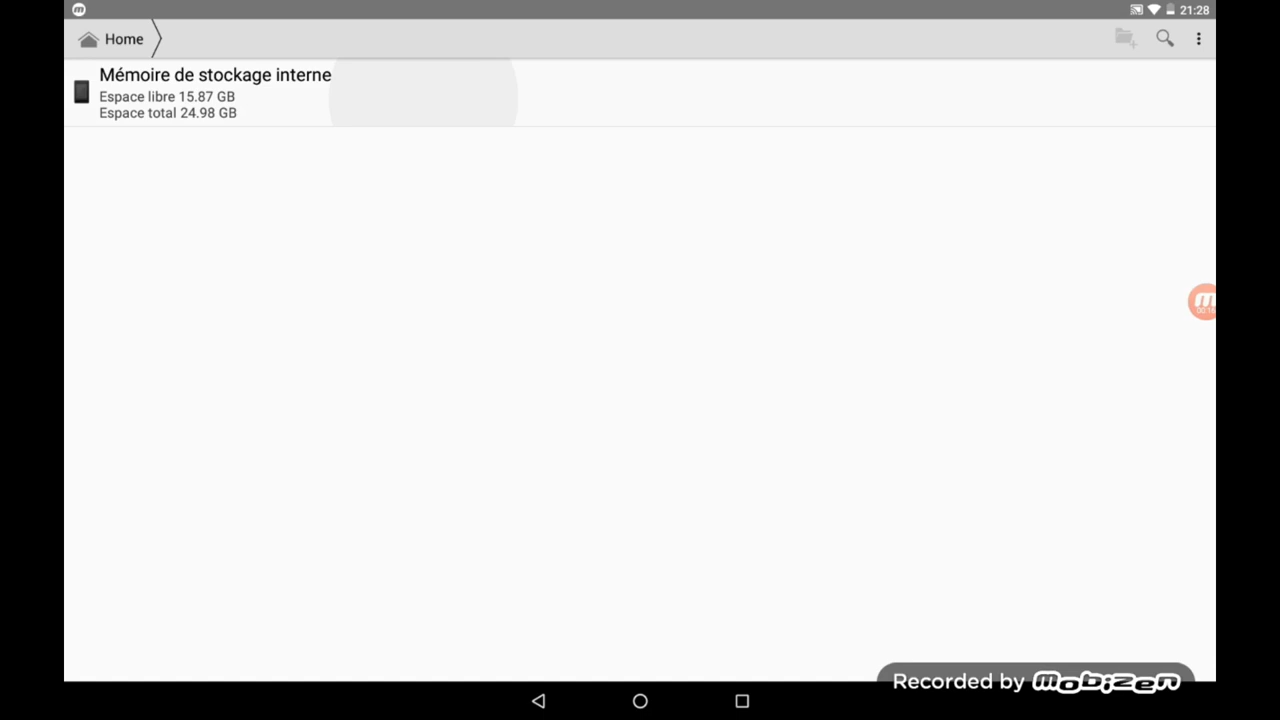 21:28
Home
Mémoire de stockage interne
Espace libre 15.87 GB
Espace total 24.98 GB
Recorded by mobizen